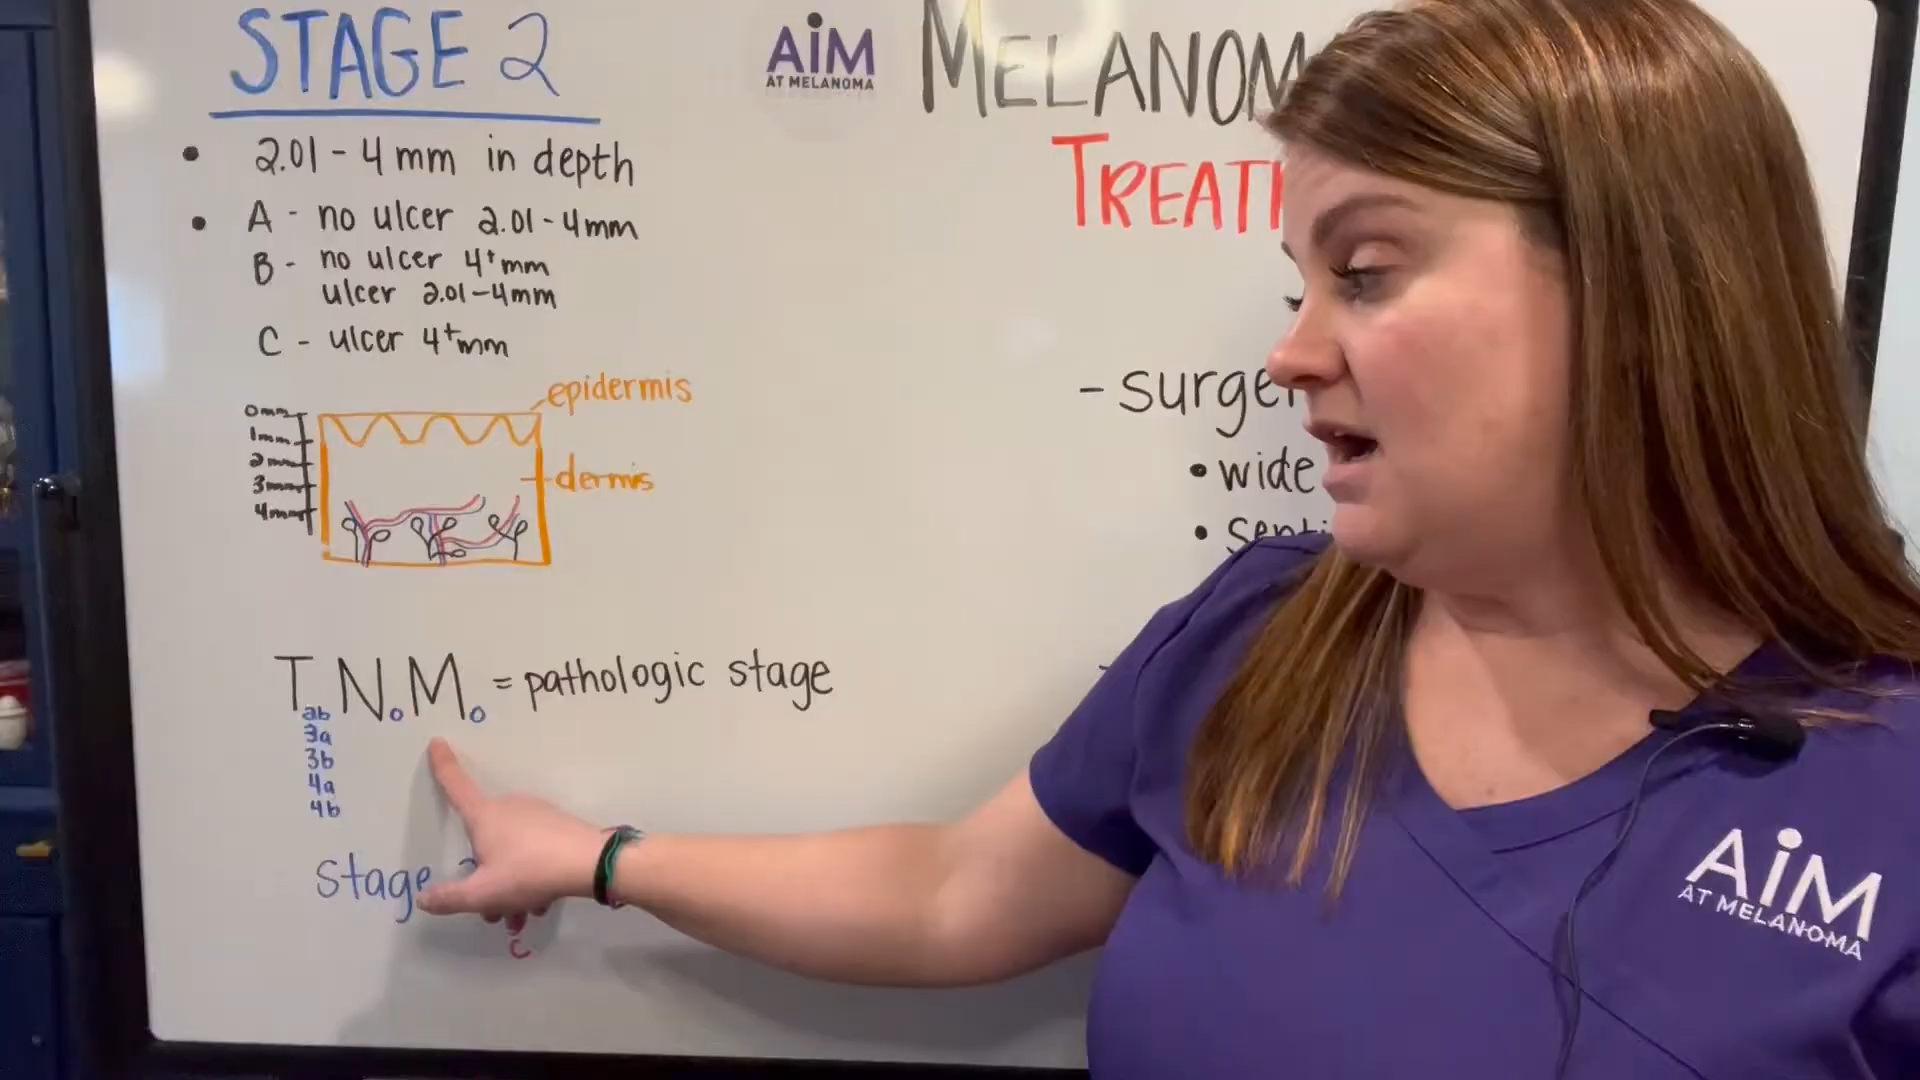 STAGE 2
• 2.01 - 4 mm in depth
• A - no ulcer 2.01 - 4mm
B - no ulcer 4+ mm
ulcer 2.01 - 4mm
C - ulcer 4+ mm
0mm
1mm
2mm
3mm
4mm
epidermis
dermis
T N0 M0 = pathologic stage
2b
3a
3b
4a
4b
Stage
C
AiM
AT MELANOMA
MELANOM
TREAT
- surger
• wide
• senti
AiM
AT MELANOMA